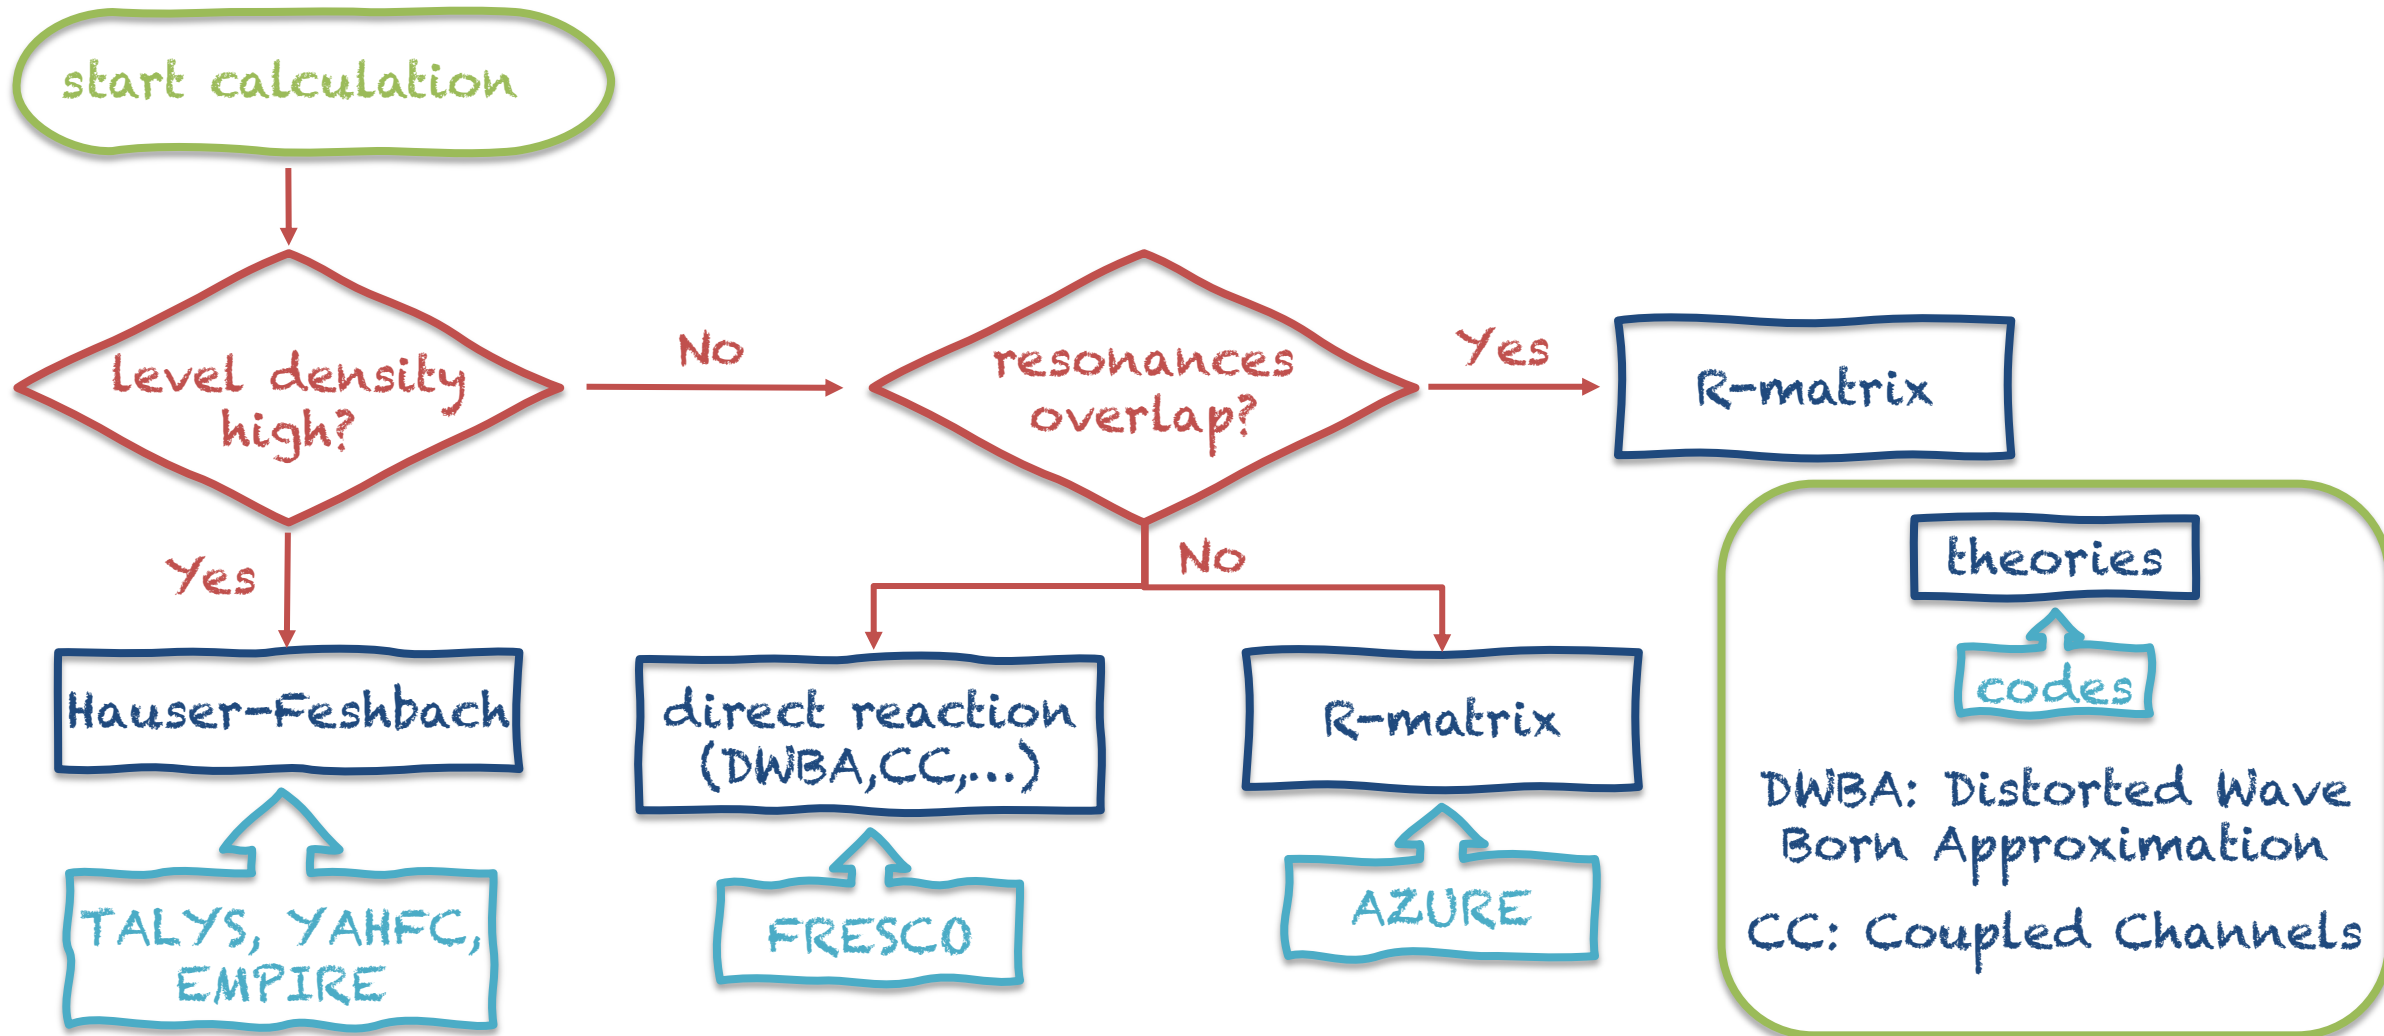 start calculation
level density
high?
No
resonances
overlap?
Yes
R-matrix
Yes
No
Hauser-Feshbach
direct reaction
(DWBA,CC,...)
R-matrix
TALYS, YAHFC,
EMPIRE
FRESCO
AZURE
theories
codes
DWBA: Distorted Wave
Born Approximation
CC: Coupled Channels